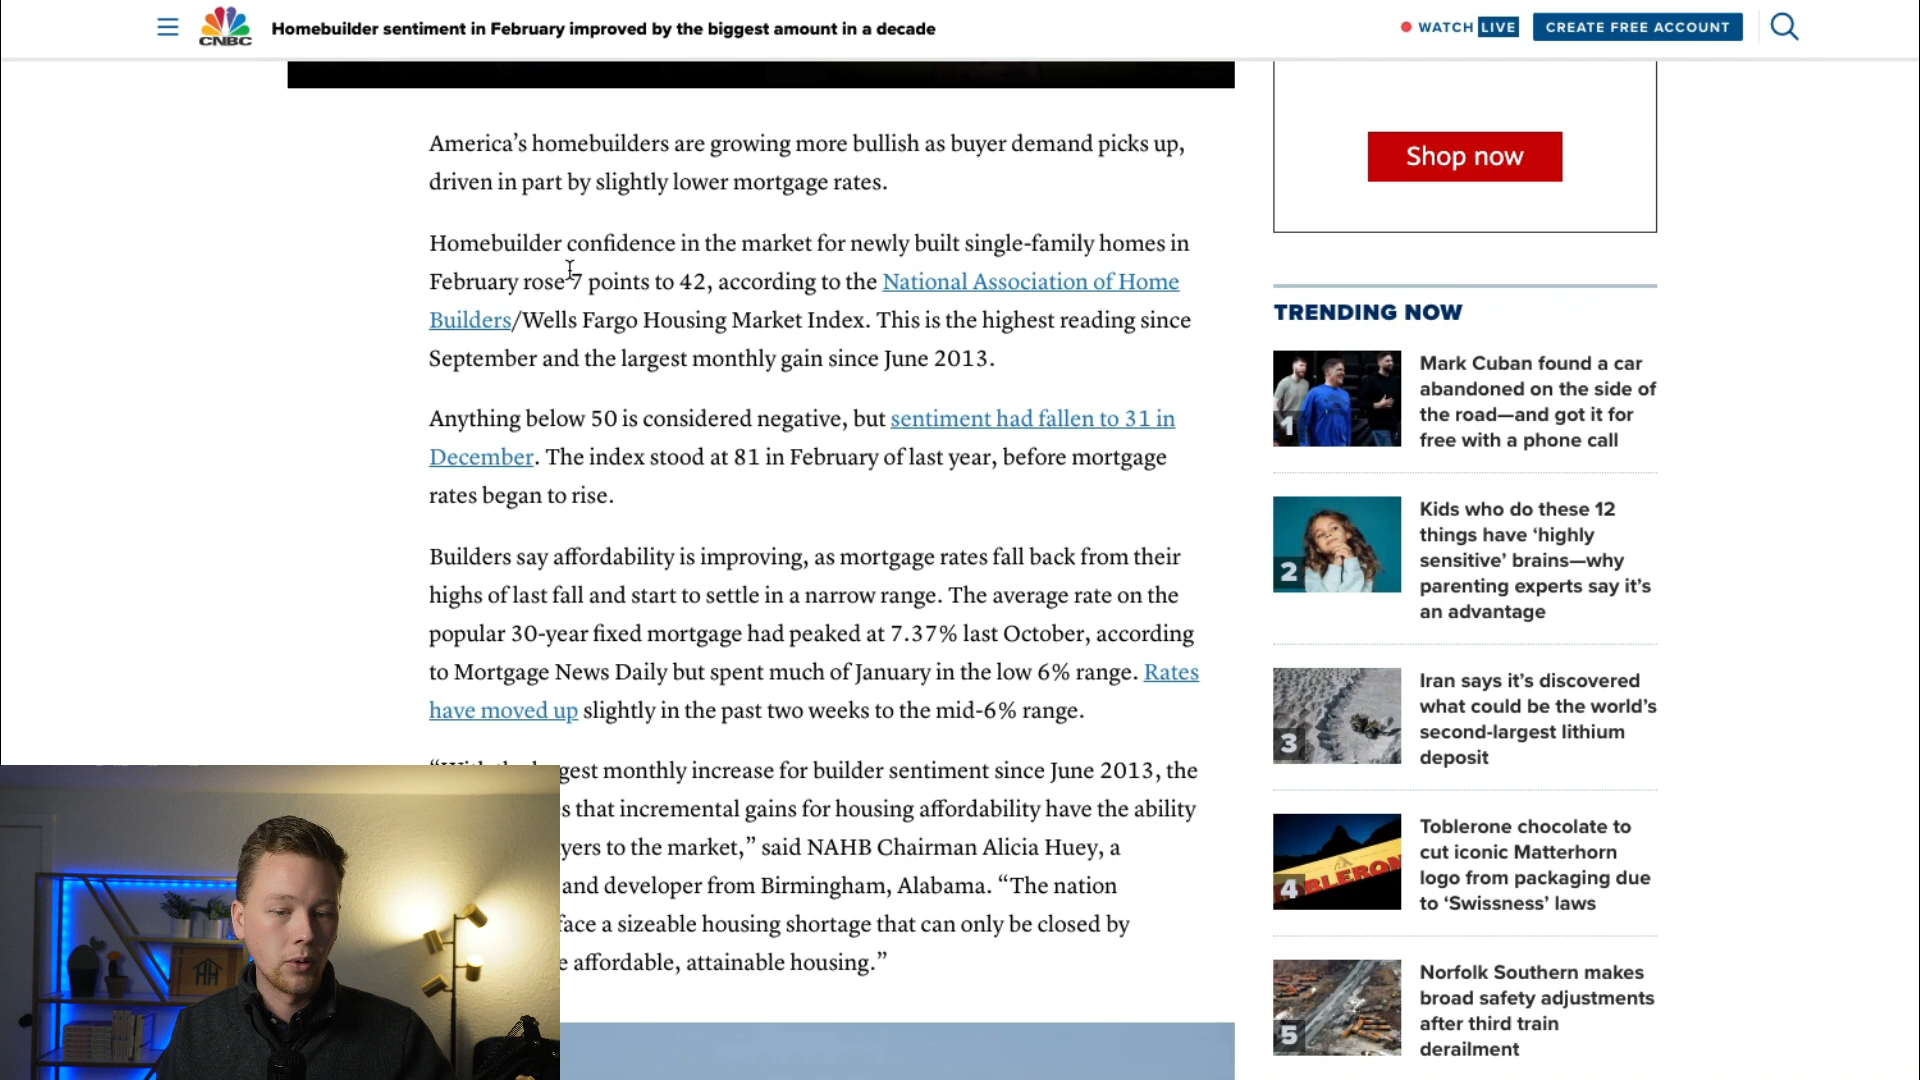 CNBC
Homebuilder sentiment in February improved by the biggest amount in a decade
WATCH LIVE
CREATE FREE ACCOUNT
America’s homebuilders are growing more bullish as buyer demand picks up,
driven in part by slightly lower mortgage rates.
Homebuilder confidence in the market for newly built single-family homes in
February rose 7 points to 42, according to the National Association of Home
Builders/Wells Fargo Housing Market Index. This is the highest reading since
September and the largest monthly gain since June 2013.
Anything below 50 is considered negative, but sentiment had fallen to 31 in
December. The index stood at 81 in February of last year, before mortgage
rates began to rise.
Builders say affordability is improving, as mortgage rates fall back from their
highs of last fall and start to settle in a narrow range. The average rate on the
popular 30-year fixed mortgage had peaked at 7.37% last October, according
to Mortgage News Daily but spent much of January in the low 6% range. Rates
have moved up slightly in the past two weeks to the mid-6% range.
gest monthly increase for builder sentiment since June 2013, the
s that incremental gains for housing affordability have the ability
yers to the market,” said NAHB Chairman Alicia Huey, a
and developer from Birmingham, Alabama. “The nation
face a sizeable housing shortage that can only be closed by
e affordable, attainable housing.”
Shop now
TRENDING NOW
1
Mark Cuban found a car
abandoned on the side of
the road—and got it for
free with a phone call
2
Kids who do these 12
things have ‘highly
sensitive’ brains—why
parenting experts say it’s
an advantage
3
Iran says it’s discovered
what could be the world’s
second-largest lithium
deposit
4
Toblerone chocolate to
cut iconic Matterhorn
logo from packaging due
to ‘Swissness’ laws
5
Norfolk Southern makes
broad safety adjustments
after third train
derailment